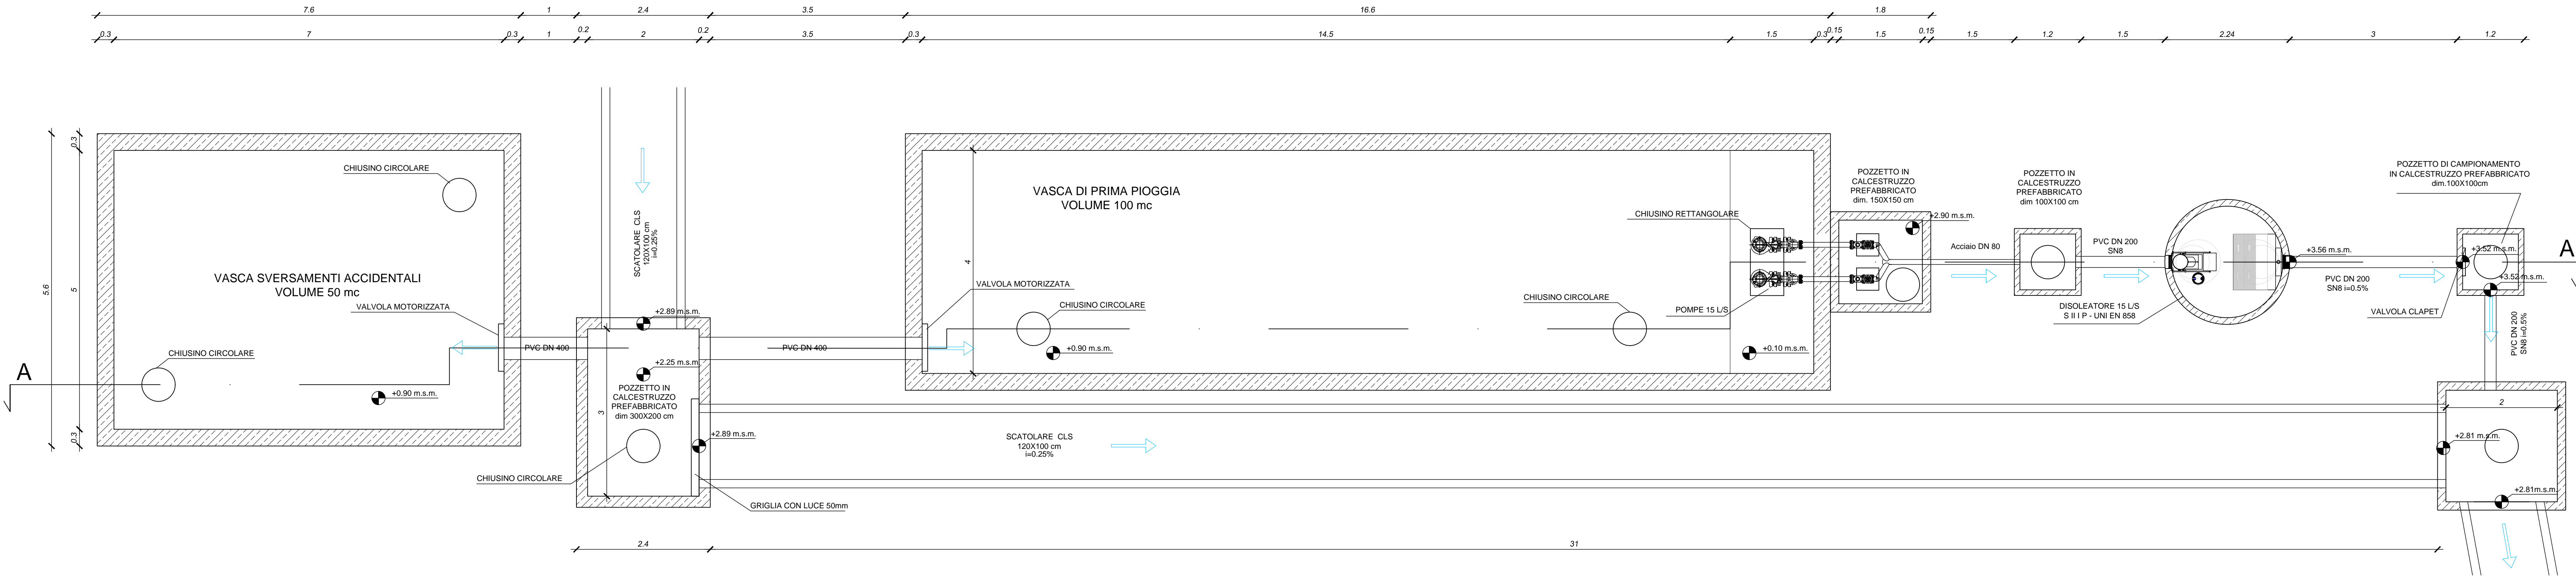 7.6
1
2.4
3.5
16.6
1.8
0.3
7
0.3
1
0.2
2
0.2
3.5
0.3
14.5
1.5
0.3
0.15
1.5
0.15
1.5
1.2
1.5
2.24
3
1.2
5.6
0.3
5
0.3
CHIUSINO CIRCOLARE
VASCA SVERSAMENTI ACCIDENTALI
VOLUME 50 mc
VALVOLA MOTORIZZATA
CHIUSINO CIRCOLARE
+0.90 m.s.m.
A
PVC DN 400
SCATOLARE CLS
120X100 cm
i=0.25%
+2.89 m.s.m.
+2.25 m.s.m.
POZZETTO IN
CALCESTRUZZO
PREFABBRICATO
dim 300X200 cm
3
+2.89 m.s.m.
CHIUSINO CIRCOLARE
GRIGLIA CON LUCE 50mm
PVC DN 400
VASCA DI PRIMA PIOGGIA
VOLUME 100 mc
4
VALVOLA MOTORIZZATA
CHIUSINO CIRCOLARE
+0.90 m.s.m.
CHIUSINO CIRCOLARE
CHIUSINO RETTANGOLARE
POMPE 15 L/S
+0.10 m.s.m.
SCATOLARE CLS
120X100 cm
i=0.25%
POZZETTO IN
CALCESTRUZZO
PREFABBRICATO
dim. 150X150 cm
+2.90 m.s.m.
Acciaio DN 80
POZZETTO IN
CALCESTRUZZO
PREFABBRICATO
dim 100X100 cm
PVC DN 200
SN8
DISOLEATORE 15 L/S
S II I P - UNI EN 858
+3.56 m.s.m.
PVC DN 200
SN8 i=0.5%
POZZETTO DI CAMPIONAMENTO
IN CALCESTRUZZO PREFABBRICATO
dim.100X100cm
+3.52 m.s.m.
+3.52 m.s.m.
VALVOLA CLAPET
A
PVC DN 200
SN8 i=0.5%
2
+2.81 m.s.m.
+2.81m.s.m.
2.4
31